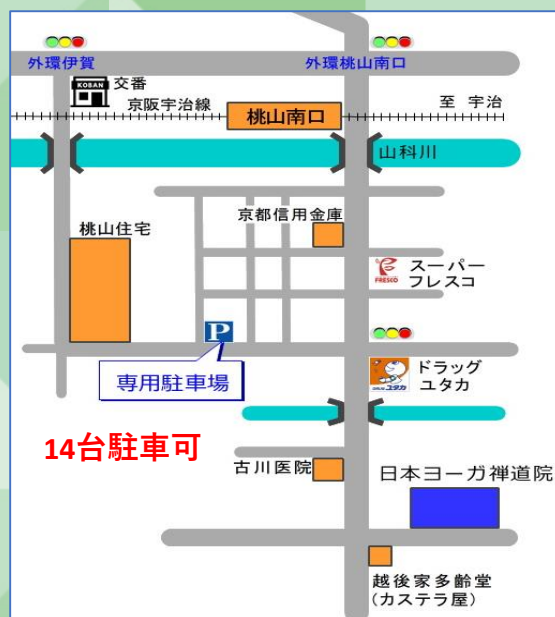 外環伊賀
外環桃山南口
KOBAN
交番
京阪宇治線
桃山南口
至 宇治
山科川
京都信用金庫
桃山住宅
FRESCO
スーパー
フレスコ
P
専用駐車場
ドラッグ
ユタカ
ユタカ
14台駐車可
古川医院
日本ヨーガ禅道院
越後家多齢堂
(カステラ屋)